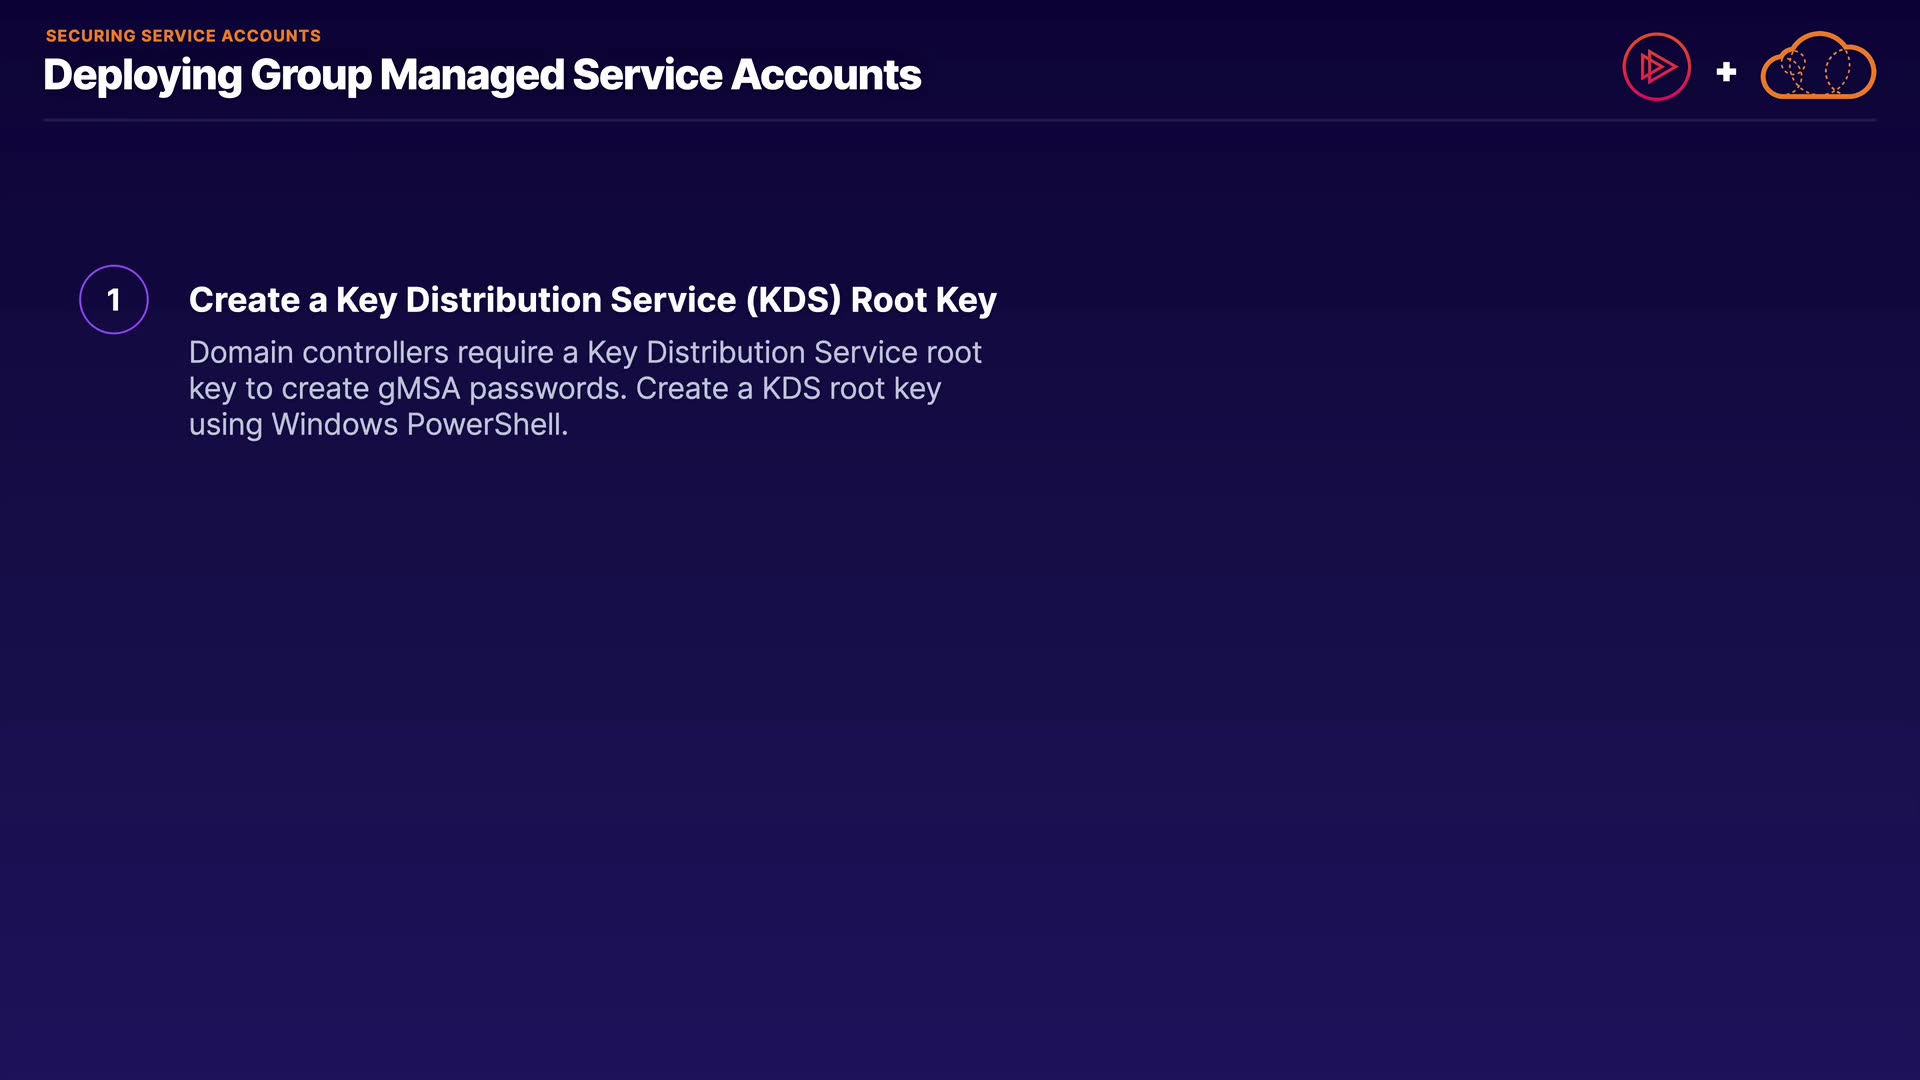 SECURING SERVICE ACCOUNTS
Deploying Group Managed Service Accounts
+
1
Create a Key Distribution Service (KDS) Root Key
Domain controllers require a Key Distribution Service root
key to create gMSA passwords. Create a KDS root key
using Windows PowerShell.